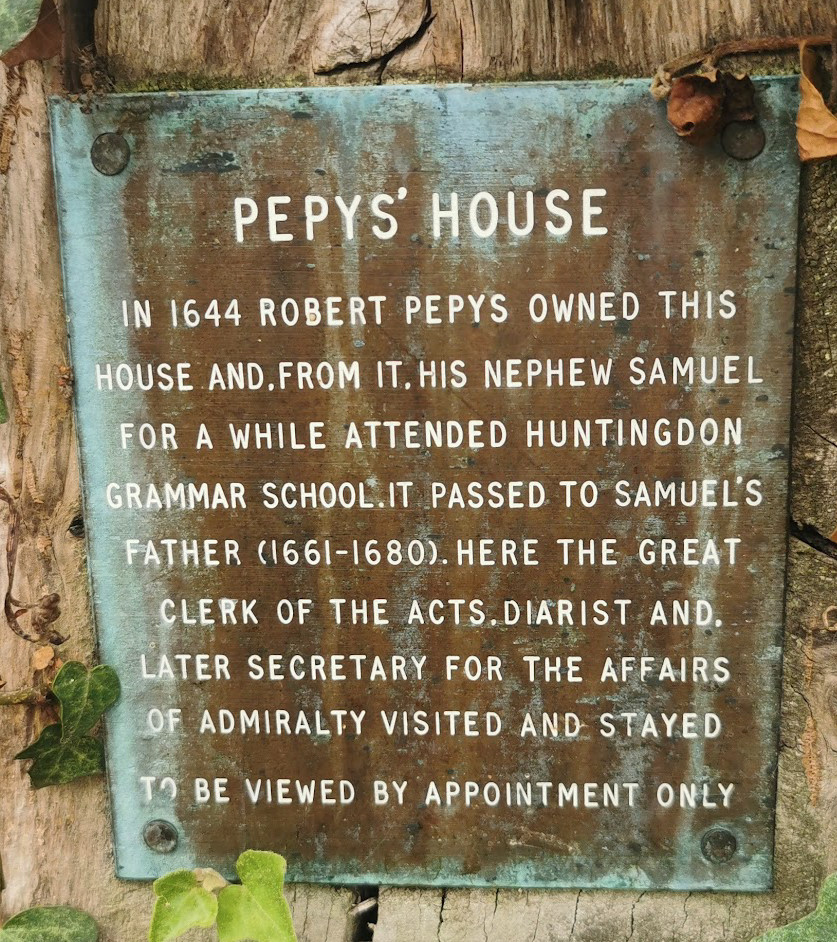 PEPYS' HOUSE
IN 1644 ROBERT PEPYS OWNED THIS
HOUSE AND,FROM IT,HIS NEPHEW SAMUEL
FOR A WHILE ATTENDED HUNTINGDON
GRAMMAR SCHOOL.IT PASSED TO SAMUEL'S
FATHER (1661-1680).HERE THE GREAT
CLERK OF THE ACTS,DIARIST AND,
LATER SECRETARY FOR THE AFFAIRS
OF ADMIRALTY VISITED AND STAYED
TO BE VIEWED BY APPOINTMENT ONLY